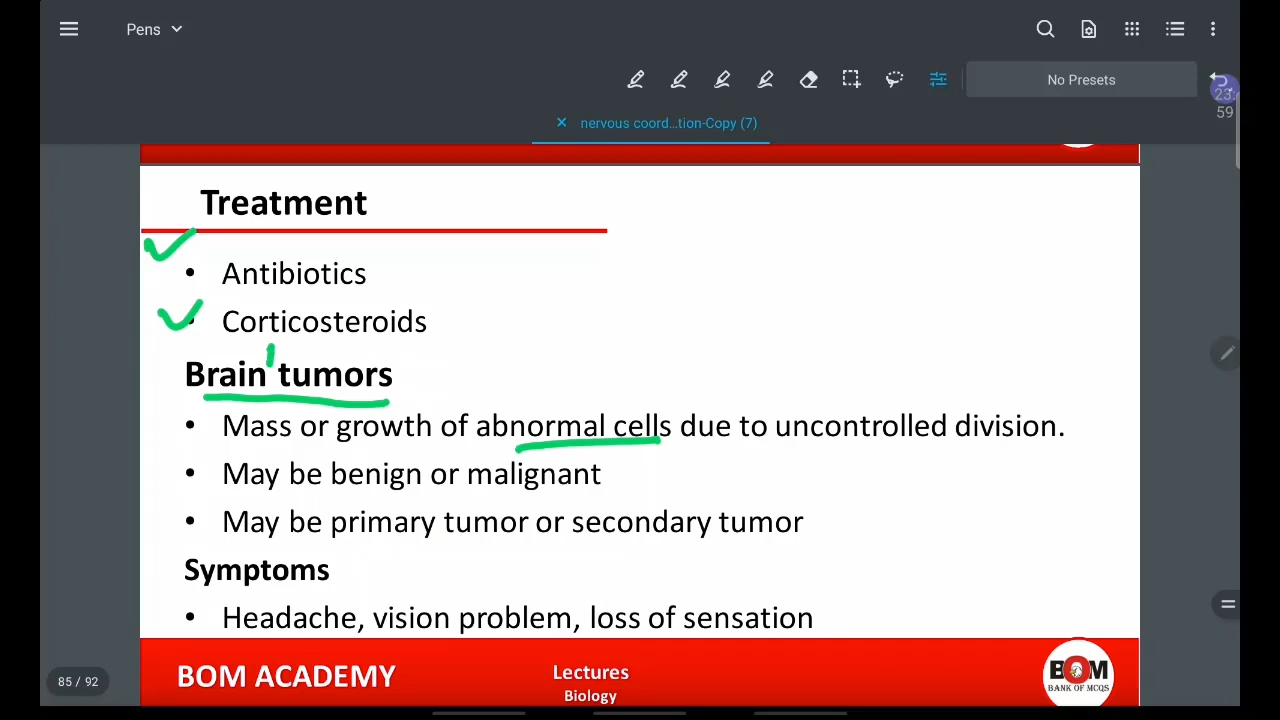 Pens
No Presets
23:
59
nervous coord...tion-Copy (7)
Treatment
• Antibiotics
• Corticosteroids
Brain tumors
• Mass or growth of abnormal cells due to uncontrolled division.
• May be benign or malignant
• May be primary tumor or secondary tumor
Symptoms
• Headache, vision problem, loss of sensation
BOM ACADEMY
Lectures
Biology
BOM
BANK OF MCQS
85 / 92